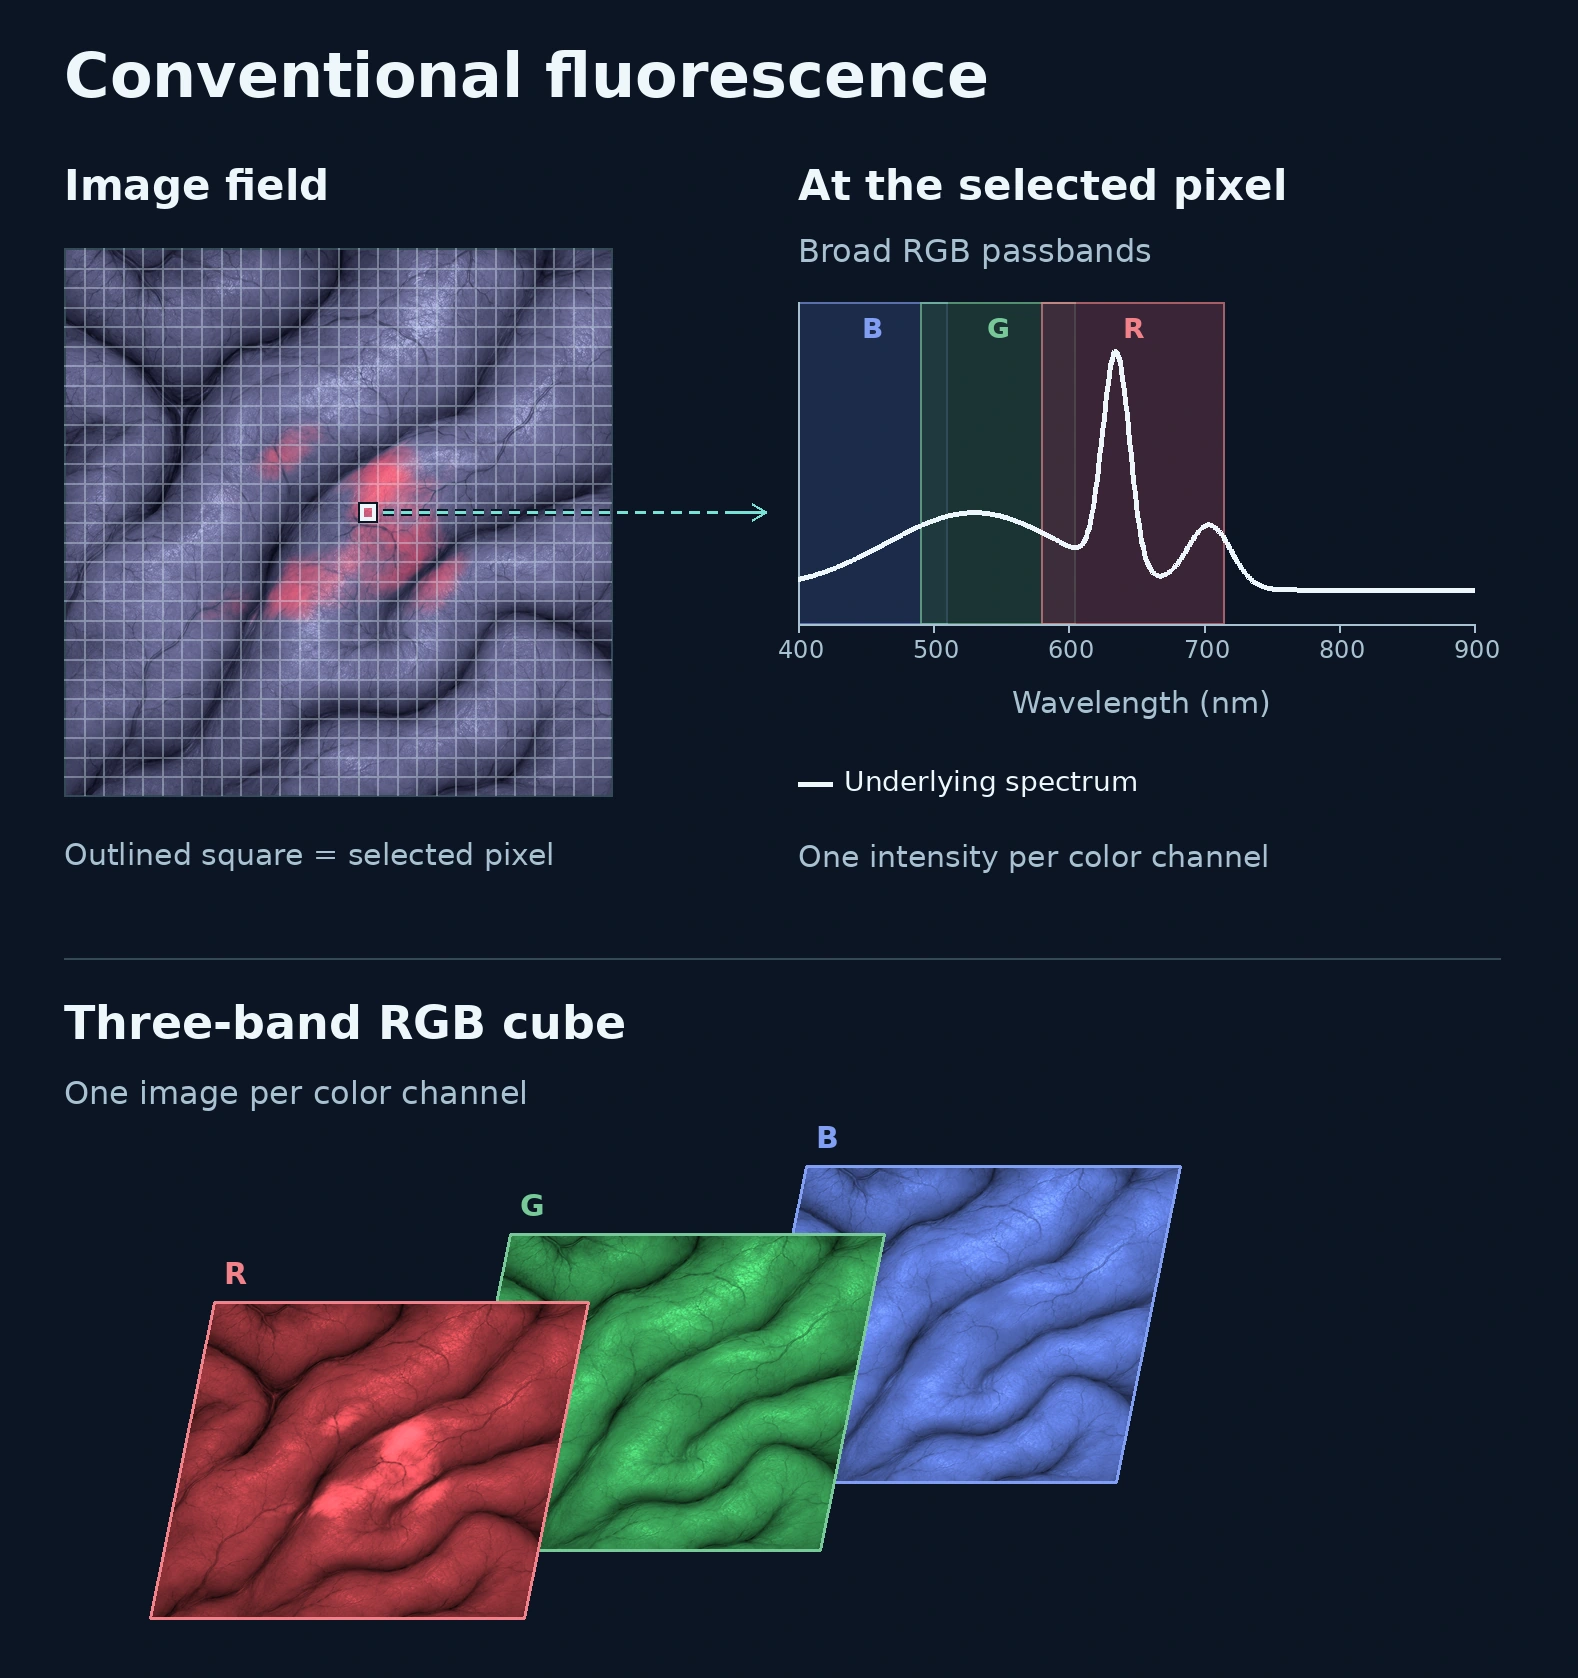 Conventional fluorescence
Image field
Outlined square = selected pixel
At the selected pixel
Broad RGB passbands
B G R
400 500 600 700 800 900
Wavelength (nm)
Underlying spectrum
One intensity per color channel
Three-band RGB cube
One image per color channel
B
G
R